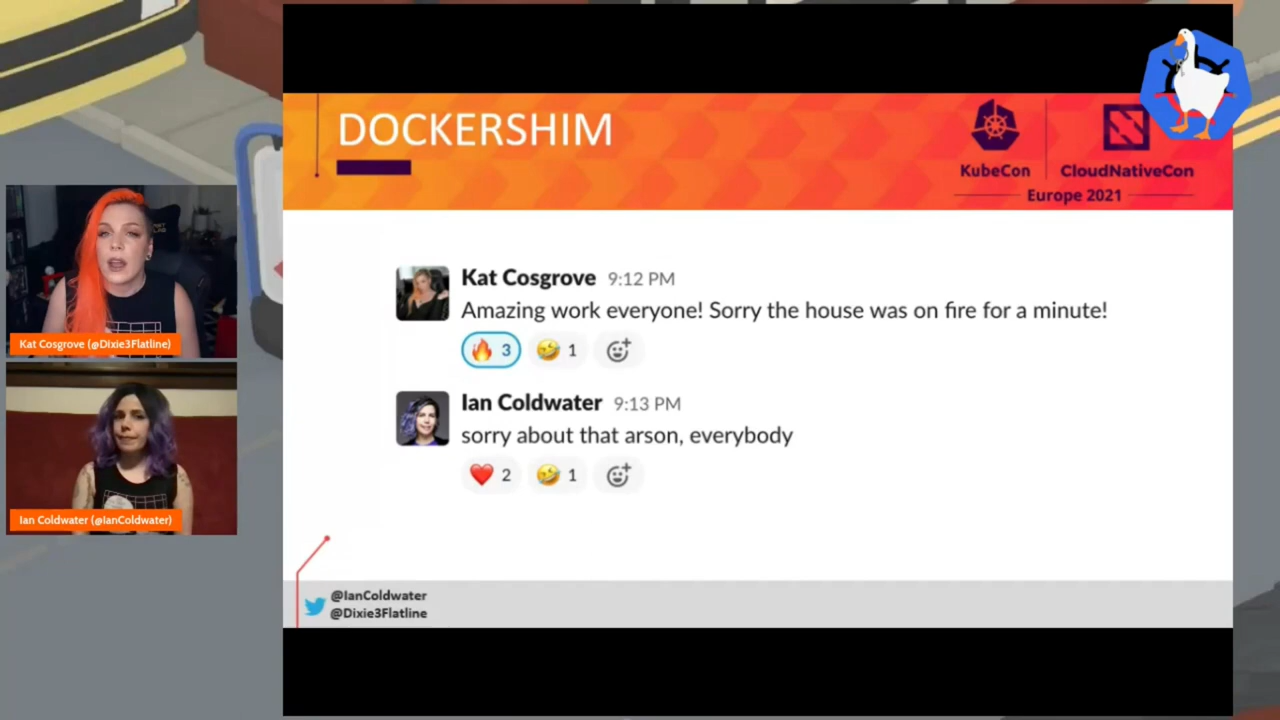 DOCKERSHIM
KubeCon
CloudNativeCon
Europe 2021
Kat Cosgrove 9:12 PM
Amazing work everyone! Sorry the house was on fire for a minute!
3 1
Ian Coldwater 9:13 PM
sorry about that arson, everybody
2 1
Kat Cosgrove (@Dixie3Flatline)
Ian Coldwater (@IanColdwater)
@IanColdwater
@Dixie3Flatline